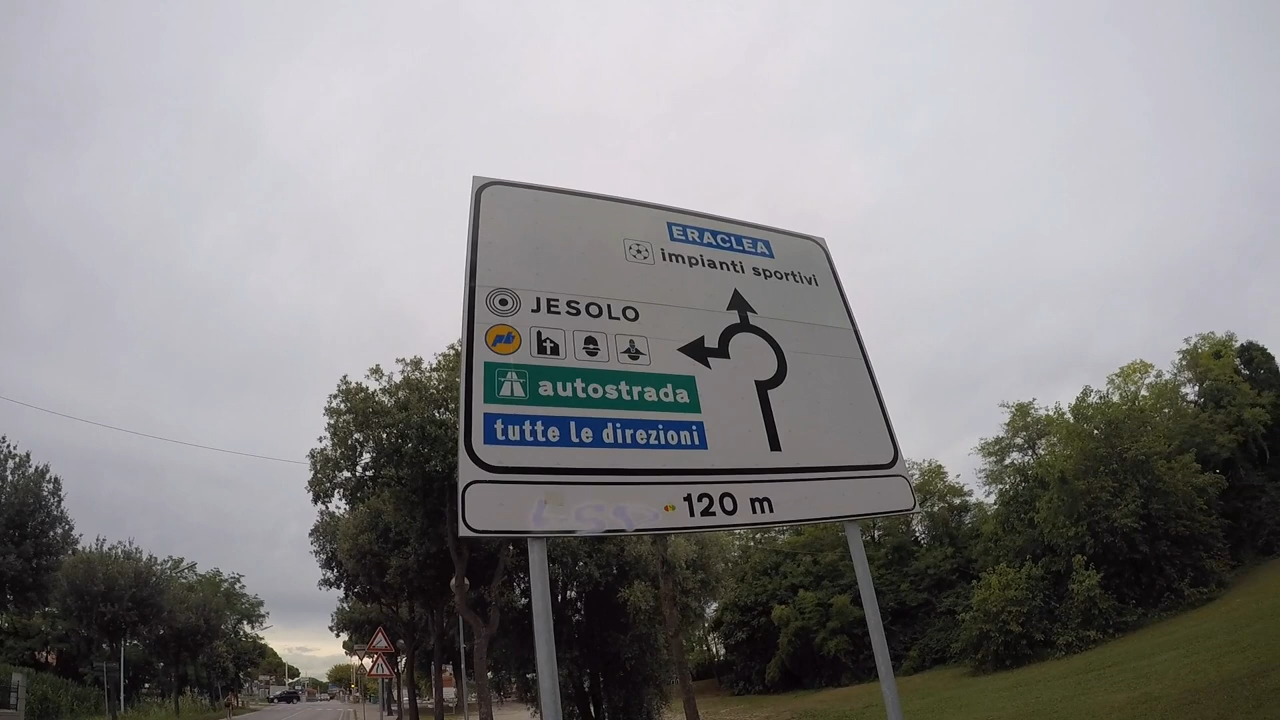 ERACLEA
impianti sportivi
JESOLO
autostrada
tutte le direzioni
120 m